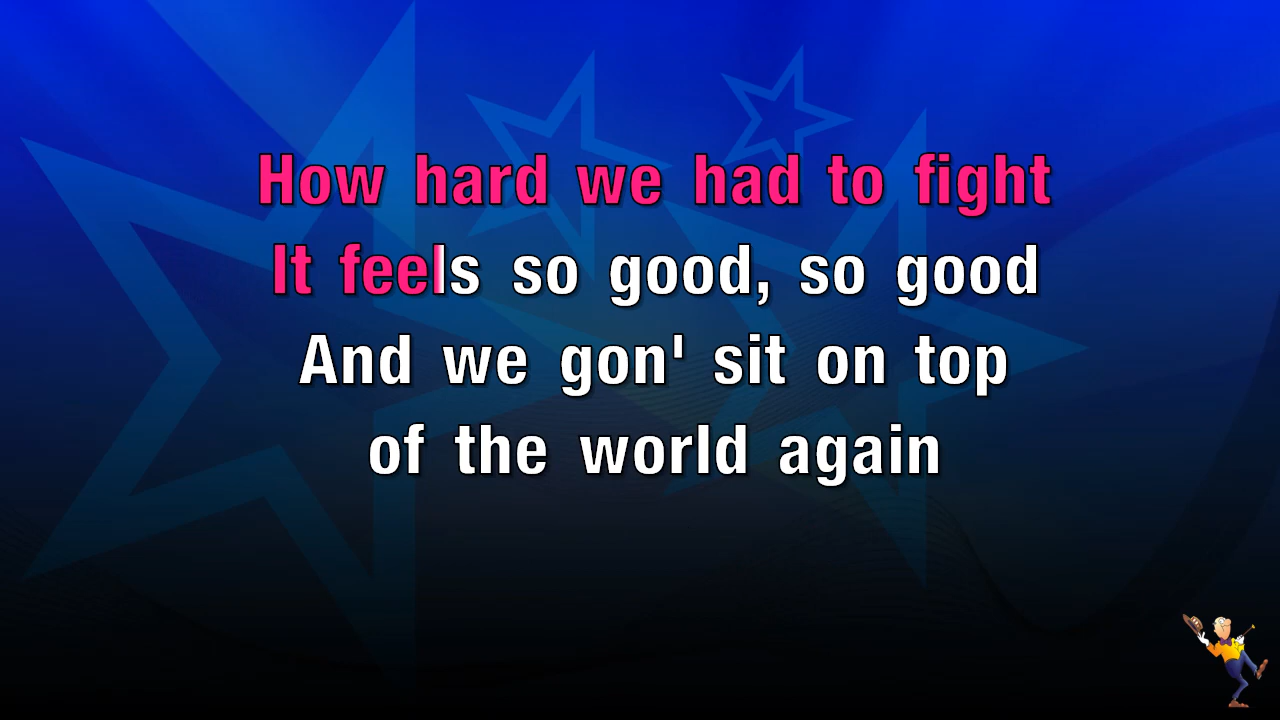 How hard we had to fight
It feels so good, so good
And we gon' sit on top
of the world again